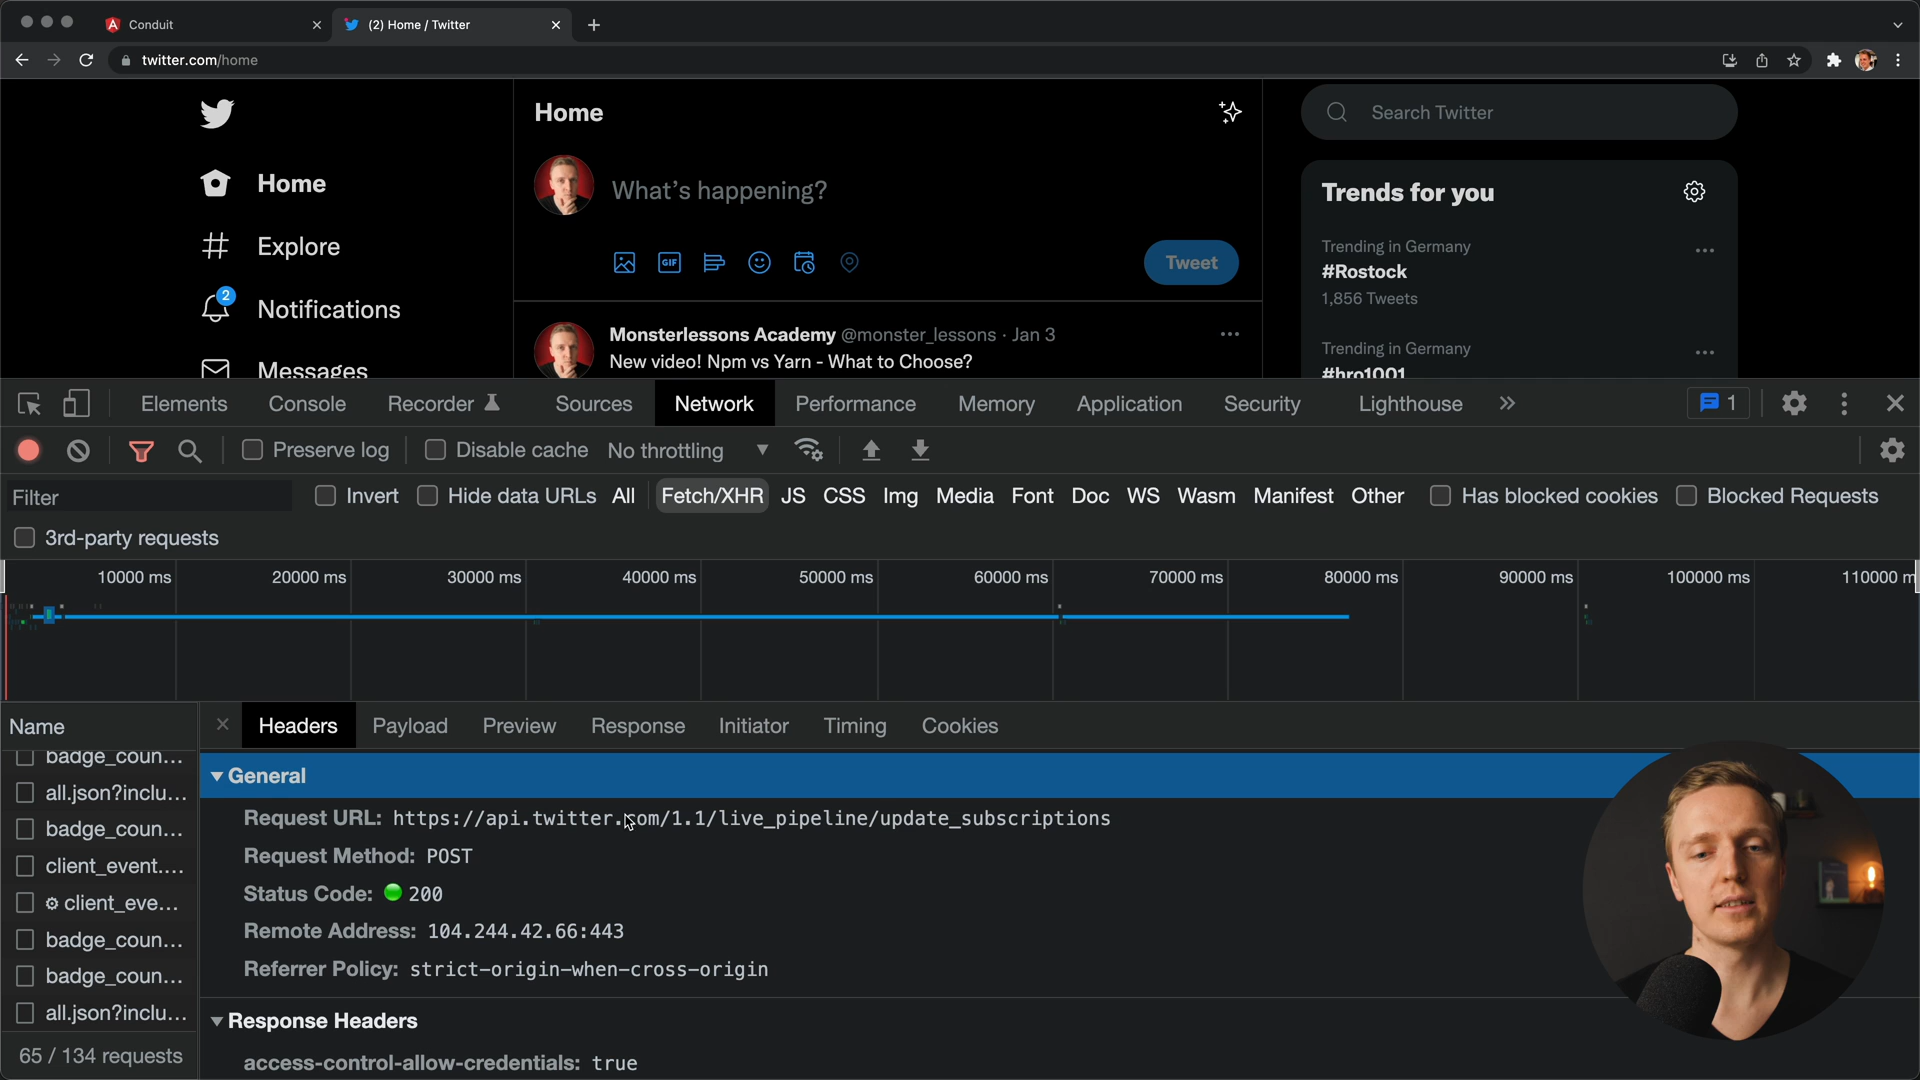 Conduit
(2) Home / Twitter
twitter.com/home
Home
Explore
2
Notifications
Messages
Home
What's happening?
GIF
Tweet
Monsterlessons Academy @monster_lessons · Jan 3
New video! Npm vs Yarn - What to Choose?
Search Twitter
Trends for you
Trending in Germany
#Rostock
1,856 Tweets
Trending in Germany
#hro1001
Elements Console Recorder Sources Network Performance Memory Application Security Lighthouse 1
Preserve log Disable cache No throttling
Filter Invert Hide data URLs All Fetch/XHR JS CSS Img Media Font Doc WS Wasm Manifest Other Has blocked cookies Blocked Requests
3rd-party requests
10000 ms 20000 ms 30000 ms 40000 ms 50000 ms 60000 ms 70000 ms 80000 ms 90000 ms 100000 ms 110000 m
Name
badge_coun...
all.json?inclu...
badge_coun...
client_event....
client_eve...
badge_coun...
badge_coun...
all.json?inclu...
65 / 134 requests
Headers Payload Preview Response Initiator Timing Cookies
General
Request URL: https://api.twitter.com/1.1/live_pipeline/update_subscriptions
Request Method: POST
Status Code: 200
Remote Address: 104.244.42.66:443
Referrer Policy: strict-origin-when-cross-origin
Response Headers
access-control-allow-credentials: true